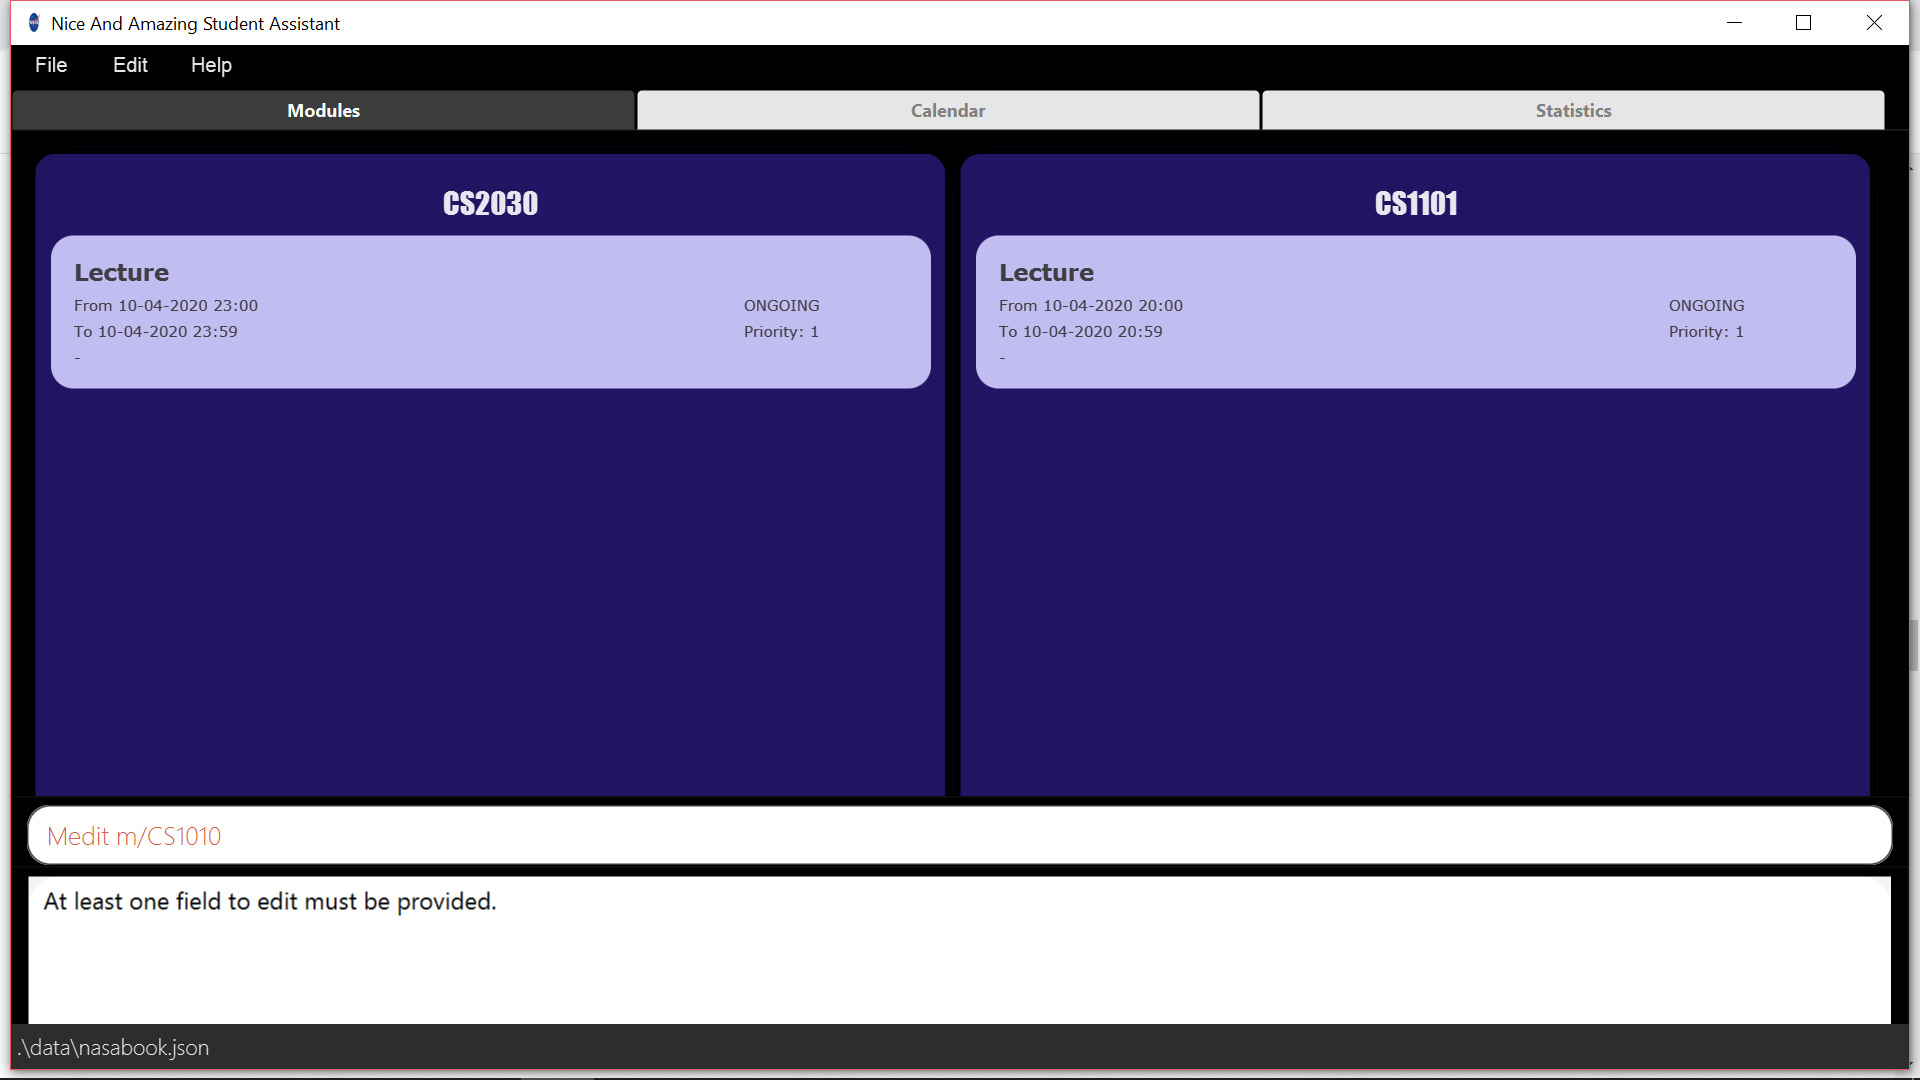 Nice And Amazing Student Assistant
File Edit Help
Modules Calendar Statistics
CS2030
Lecture
From 10-04-2020 23:00 ONGOING
To 10-04-2020 23:59 Priority: 1
-
CS1101
Lecture
From 10-04-2020 20:00 ONGOING
To 10-04-2020 20:59 Priority: 1
-
Medit m/CS1010
At least one field to edit must be provided.
.\data\nasabook.json